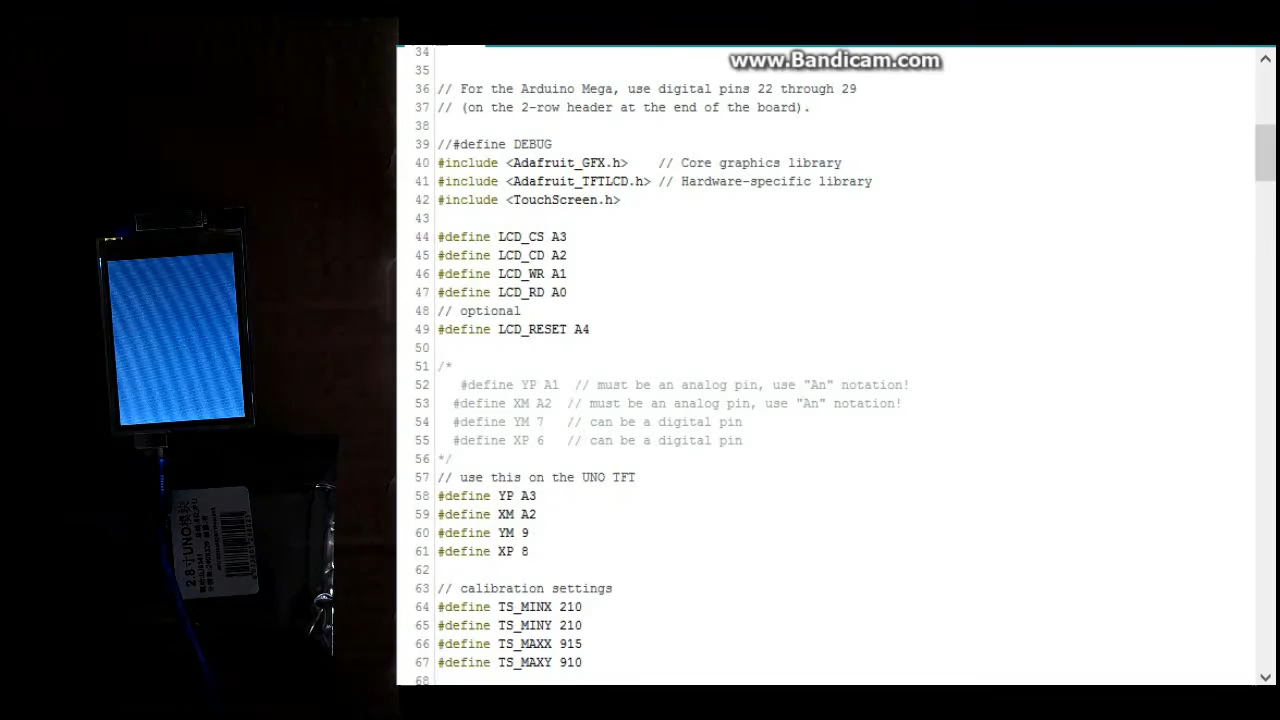 www.Bandicam.com
34
35
36 // For the Arduino Mega, use digital pins 22 through 29
37 // (on the 2-row header at the end of the board).
38
39 //#define DEBUG
40 #include <Adafruit_GFX.h>    // Core graphics library
41 #include <Adafruit_TFTLCD.h> // Hardware-specific library
42 #include <TouchScreen.h>
43
44 #define LCD_CS A3
45 #define LCD_CD A2
46 #define LCD_WR A1
47 #define LCD_RD A0
48 // optional
49 #define LCD_RESET A4
50
51 /*
52    #define YP A1  // must be an analog pin, use "An" notation!
53   #define XM A2  // must be an analog pin, use "An" notation!
54   #define YM 7   // can be a digital pin
55   #define XP 6   // can be a digital pin
56 */
57 // use this on the UNO TFT
58 #define YP A3
59 #define XM A2
60 #define YM 9
61 #define XP 8
62
63 // calibration settings
64 #define TS_MINX 210
65 #define TS_MINY 210
66 #define TS_MAXX 915
67 #define TS_MAXY 910
68
2.8寸UNO模块